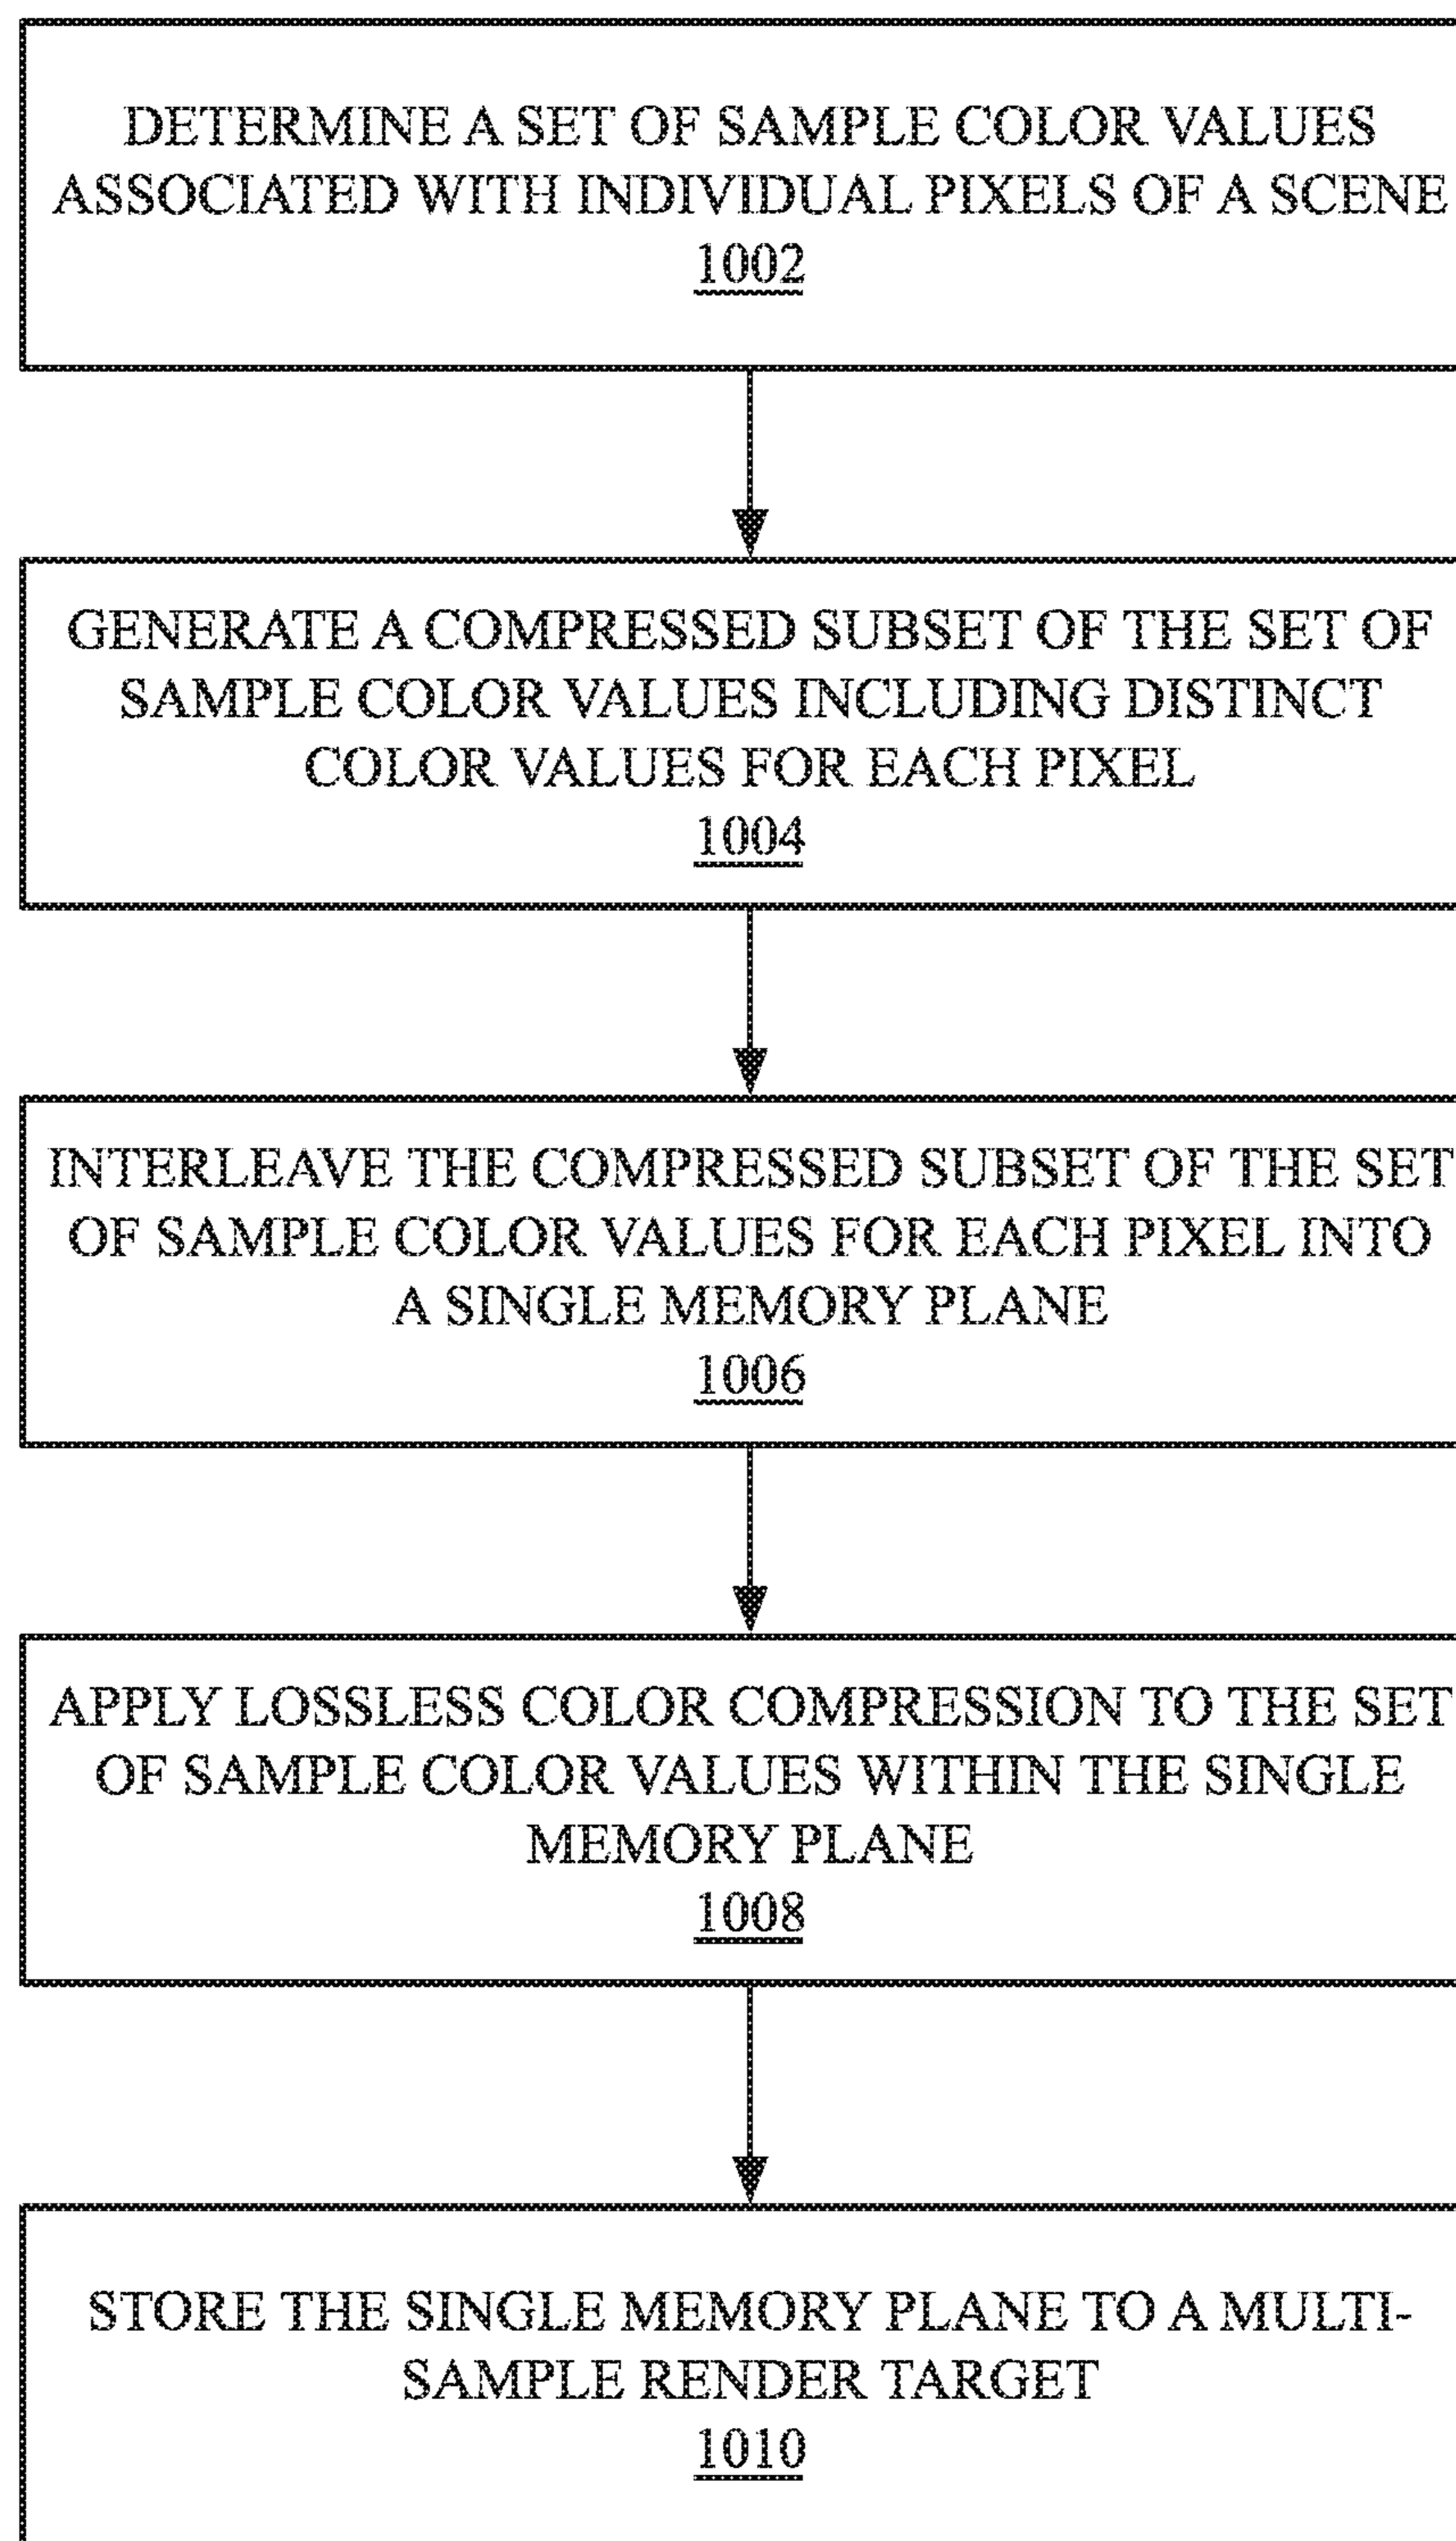 DETERMINE A SET OF SAMPLE COLOR VALUES
ASSOCIATED WITH INDIVIDUAL PIXELS OF A SCENE
1002
GENERATE A COMPRESSED SUBSET OF THE SET OF
SAMPLE COLOR VALUES INCLUDING DISTINCT
COLOR VALUES FOR EACH PIXEL
1004
INTERLEAVE THE COMPRESSED SUBSET OF THE SET
OF SAMPLE COLOR VALUES FOR EACH PIXEL INTO
A SINGLE MEMORY PLANE
1006
APPLY LOSSLESS COLOR COMPRESSION TO THE SET
OF SAMPLE COLOR VALUES WITHIN THE SINGLE
MEMORY PLANE
1008
STORE THE SINGLE MEMORY PLANE TO A MULTI-
SAMPLE RENDER TARGET
1010